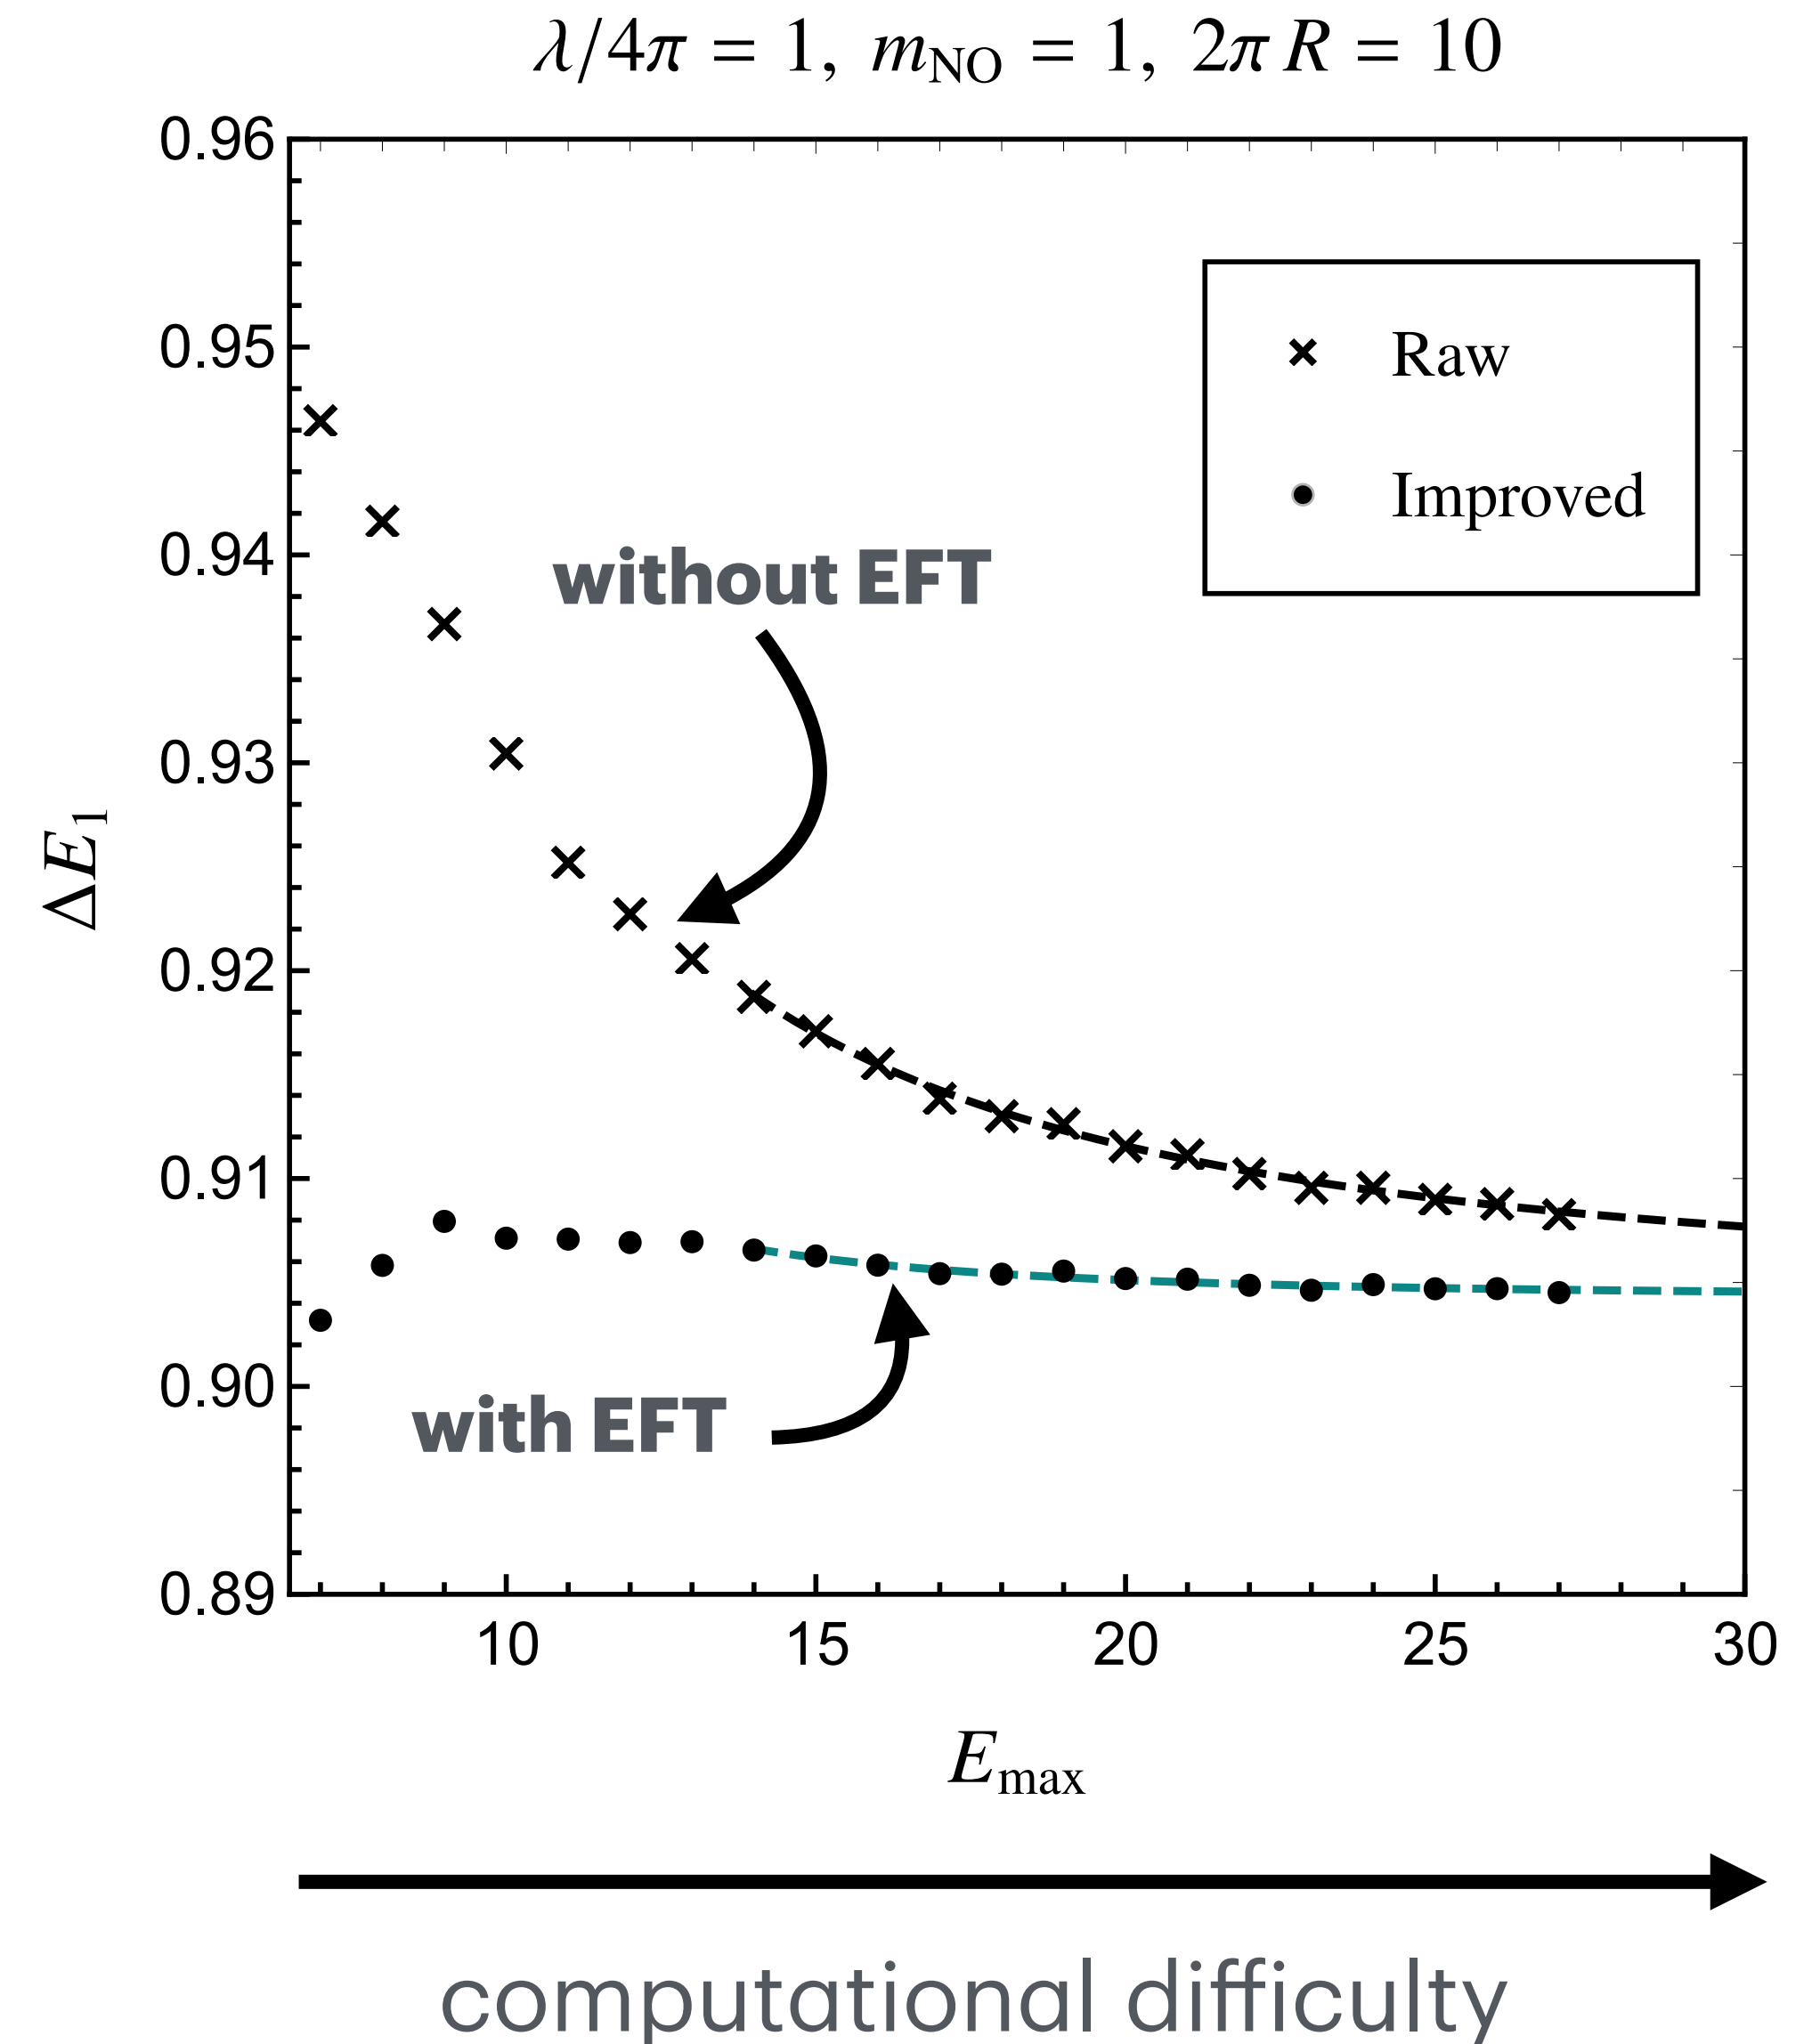 λ/4π = 1, m_NO = 1, 2πR = 10
0.96
0.95
0.94
0.93
0.92
0.91
0.90
0.89
ΔE₁
Raw
Improved
without EFT
with EFT
10 15 20 25 30
E_max
computational difficulty